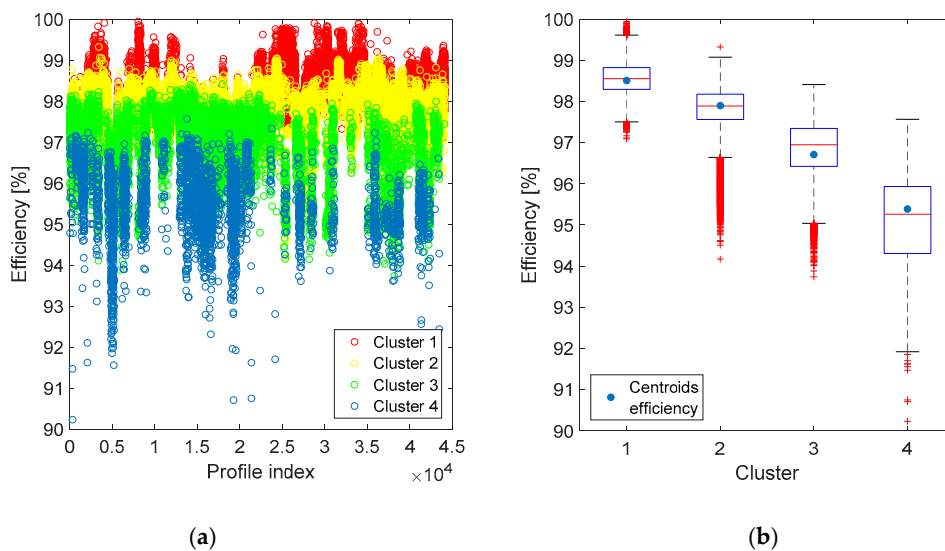 100
99
98
97
96
95
94
93
92
91
90
Efficiency [%]
0 0.5 1 1.5 2 2.5 3 3.5 4 4.5
×10^4
Profile index
Cluster 1
Cluster 2
Cluster 3
Cluster 4
(a)
100
99
98
97
96
95
94
93
92
91
90
Efficiency [%]
Centroids
efficiency
1 2 3 4
Cluster
(b)